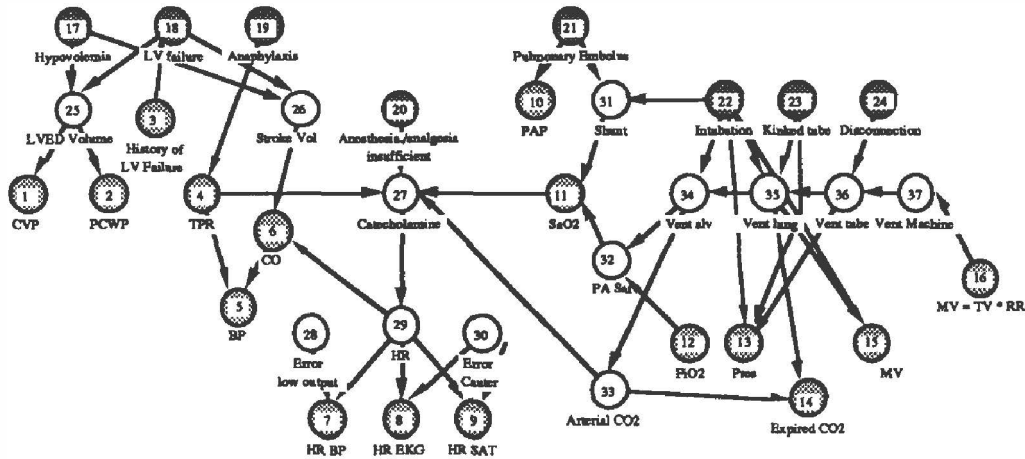 17
18
19
21
Hypovolemia
LV failure
Anaphylaxis
Pulmonary Embolus
25
3
26
20
10
31
22
23
24
LVED Volume
History of
LV Failure
Stroke Vol
Anesthesia/analgesia
insufficient
PAP
Shunt
Intubation
Kinked tube
Disconnection
1
2
4
27
11
34
35
36
37
CVP
PCWP
TPR
Catecholamine
SaO2
Vent alv
Vent lung
Vent tube
Vent Machine
6
CO
32
PA Sat
16
MV = TV * RR
5
BP
28
29
30
12
13
15
Error
low output
HR
Error
Cauter
FiO2
Pres
MV
33
14
Arterial CO2
Expired CO2
7
8
9
HR BP
HR EKG
HR SAT